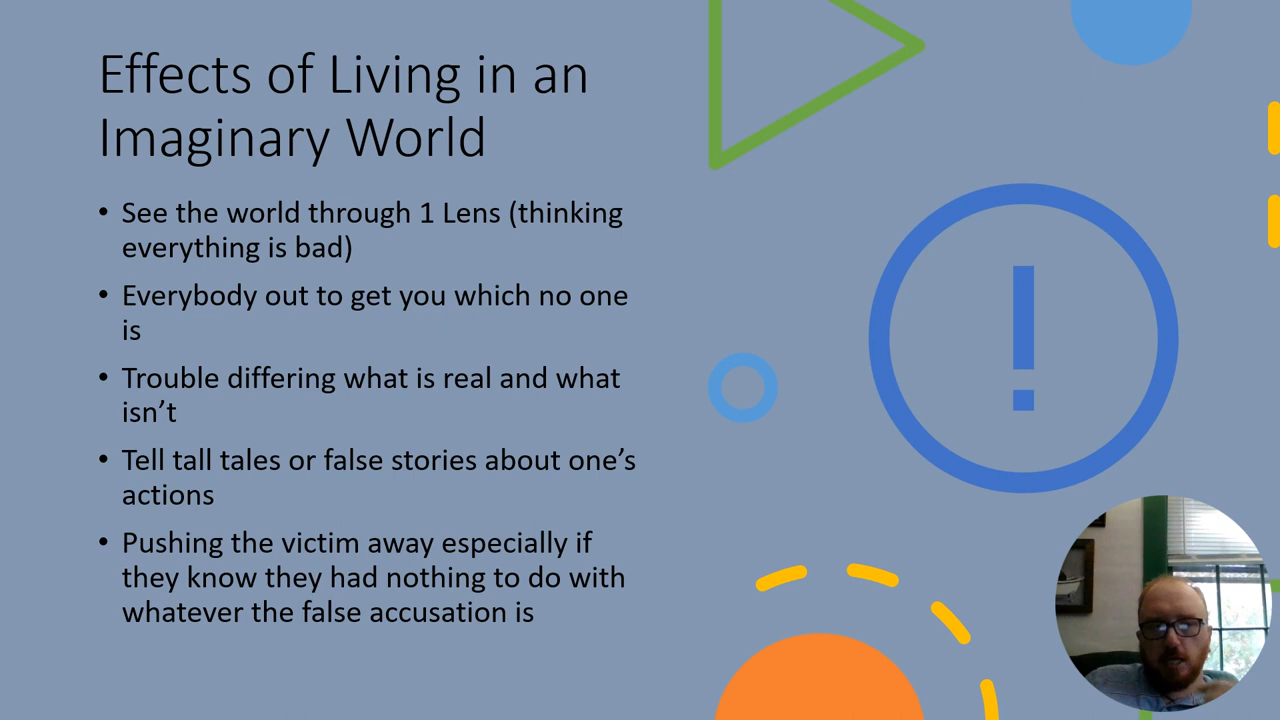 Effects of Living in an
Imaginary World
• See the world through 1 Lens (thinking
everything is bad)
• Everybody out to get you which no one
is
• Trouble differing what is real and what
isn’t
• Tell tall tales or false stories about one’s
actions
• Pushing the victim away especially if
they know they had nothing to do with
whatever the false accusation is
!